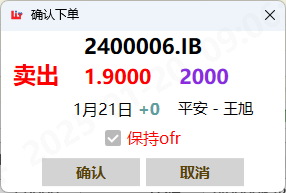 确认下单
2400006.IB
卖出 1.9000 2000
1月21日 +0 平安 - 王旭
保持ofr
确认 取消